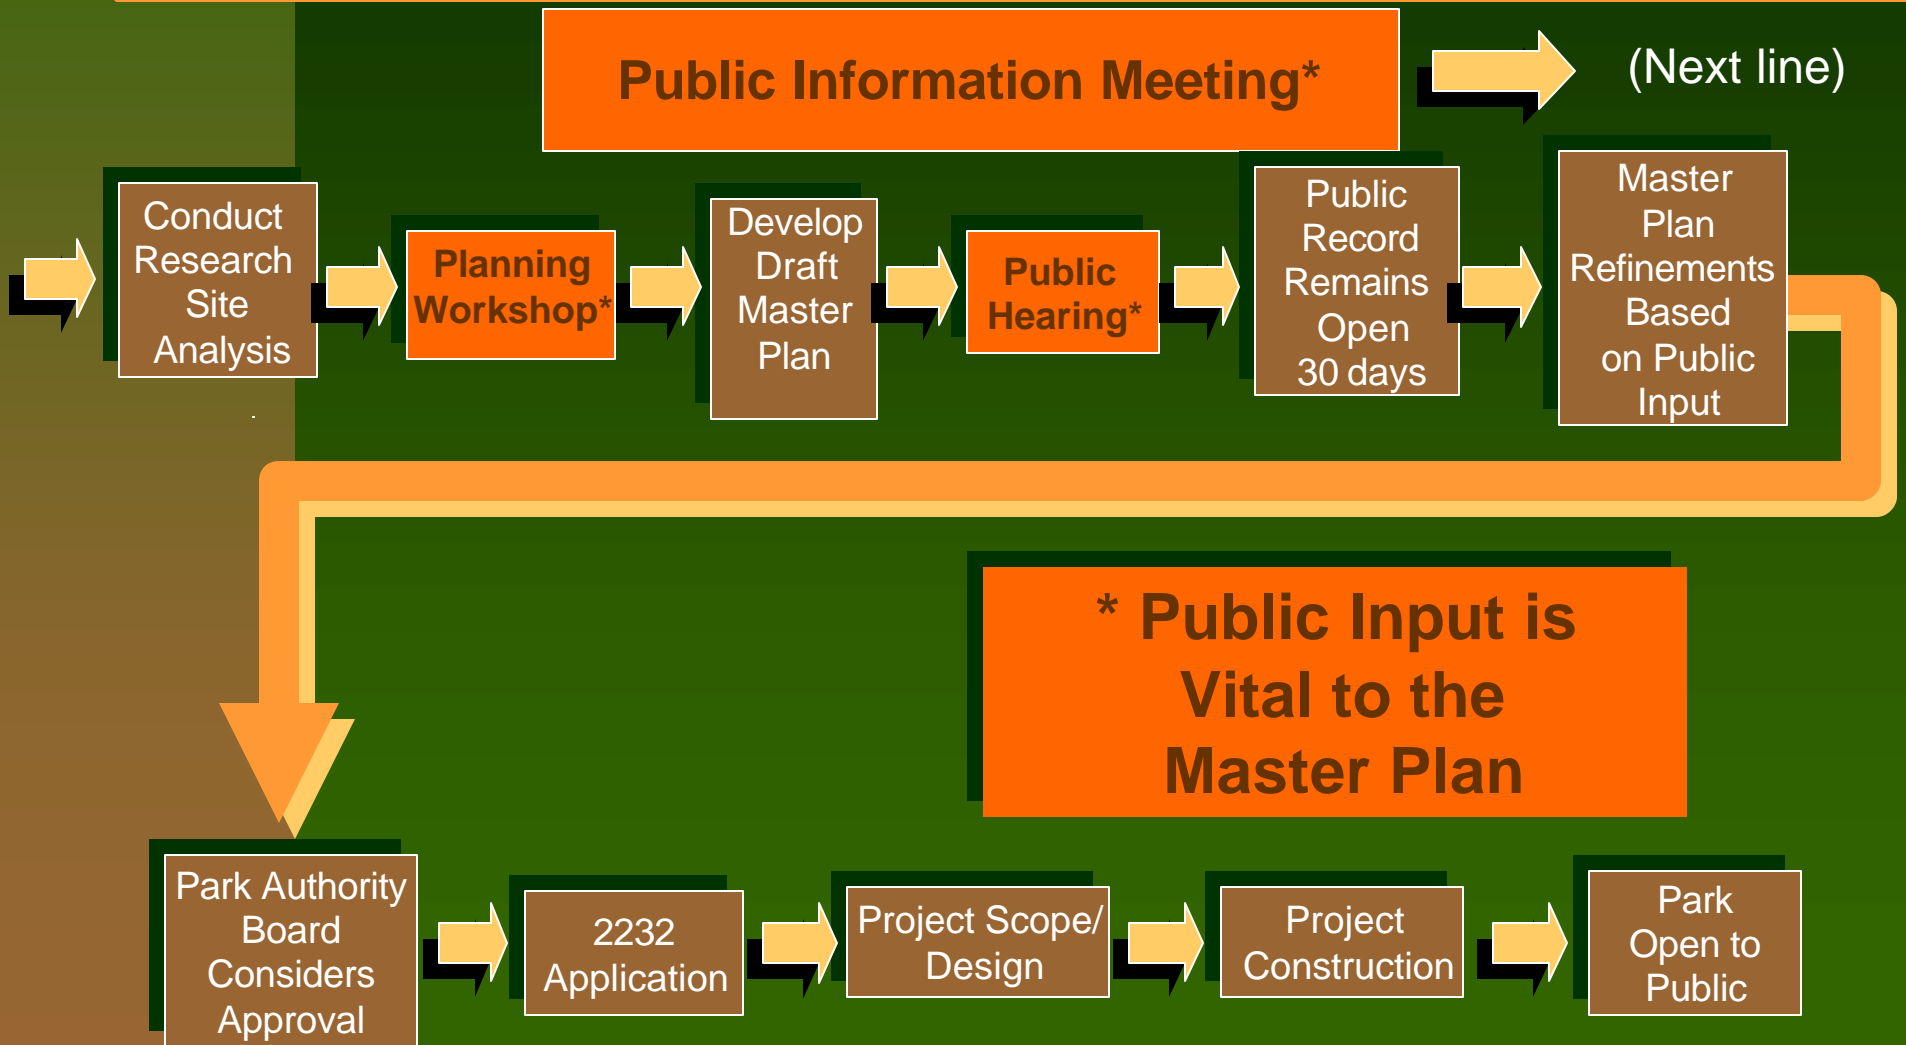 Public Information Meeting*
(Next line)
Conduct
Research
Site
Analysis
Planning
Workshop*
Develop
Draft
Master
Plan
Public
Hearing*
Public
Record
Remains
Open
30 days
Master
Plan
Refinements
Based
on Public
Input
* Public Input is
Vital to the
Master Plan
Park Authority
Board
Considers
Approval
2232
Application
Project Scope/
Design
Project
Construction
Park
Open to
Public